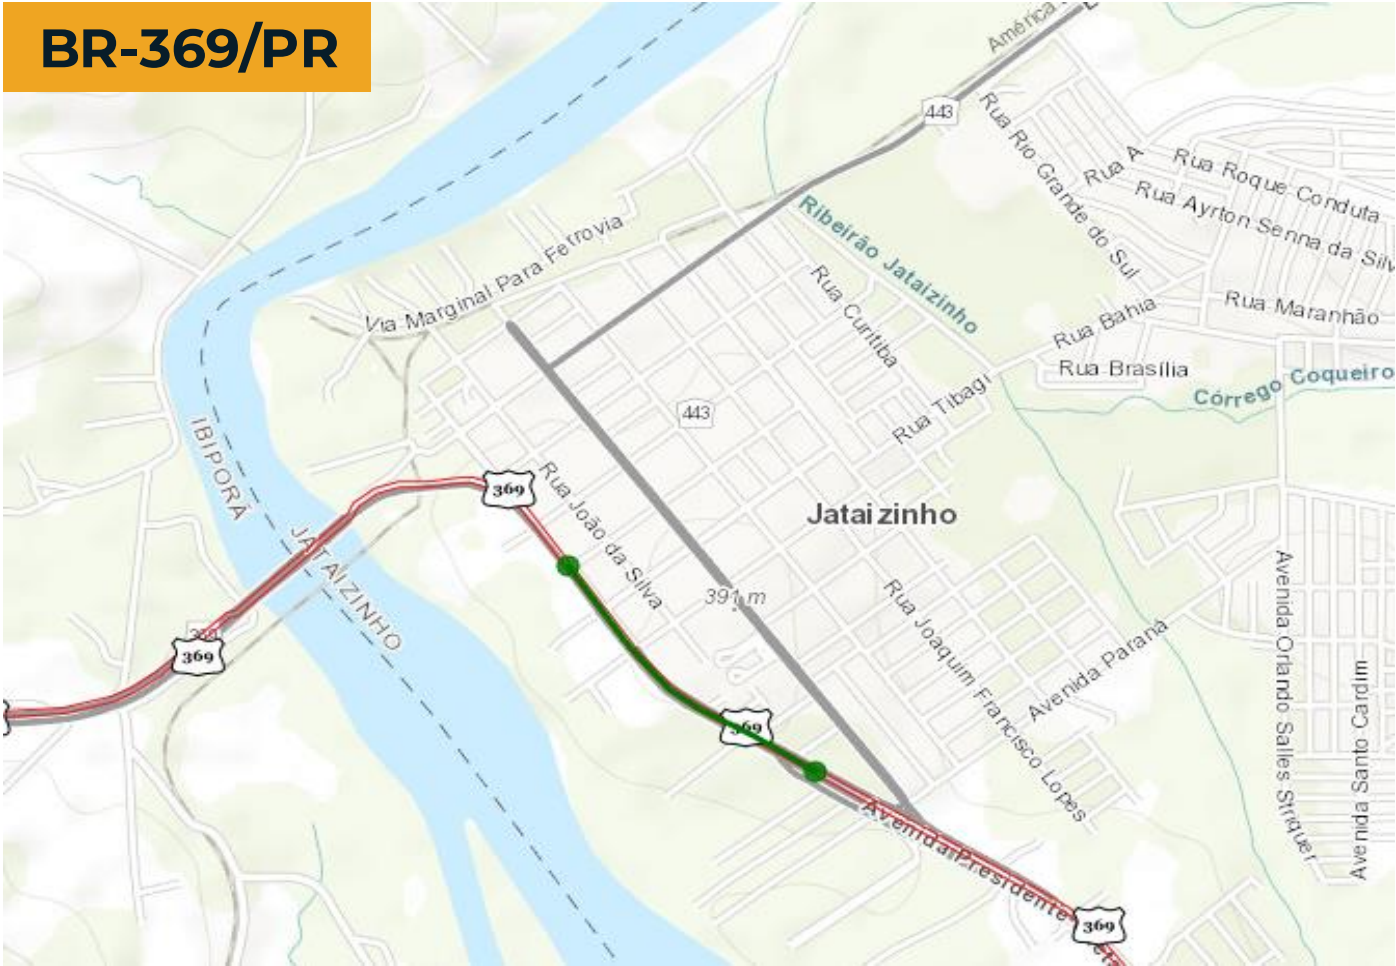 BR-369/PR
América
443
Rua Rio Grande do Sul
Rua A
Rua Roque Conduta
Rua Ayrton Senna da Silv
Ribeirão Jataizinho
Via Marginal Para Ferrovia
Rua Curitiba
Rua Bahia
Rua Maranhão
Rua Brasília
Córrego Coqueiro
Rua Tibagi
443
IBIPORÃ
JATAIZINHO
369
Rua João da Silva
Jataizinho
391 m
369
Rua Joaquim Francisco Lopes
Avenida Paraná
Avenida Orlando Salles Striquer
Avenida Santo Cardim
369
Avenida Presidente
369